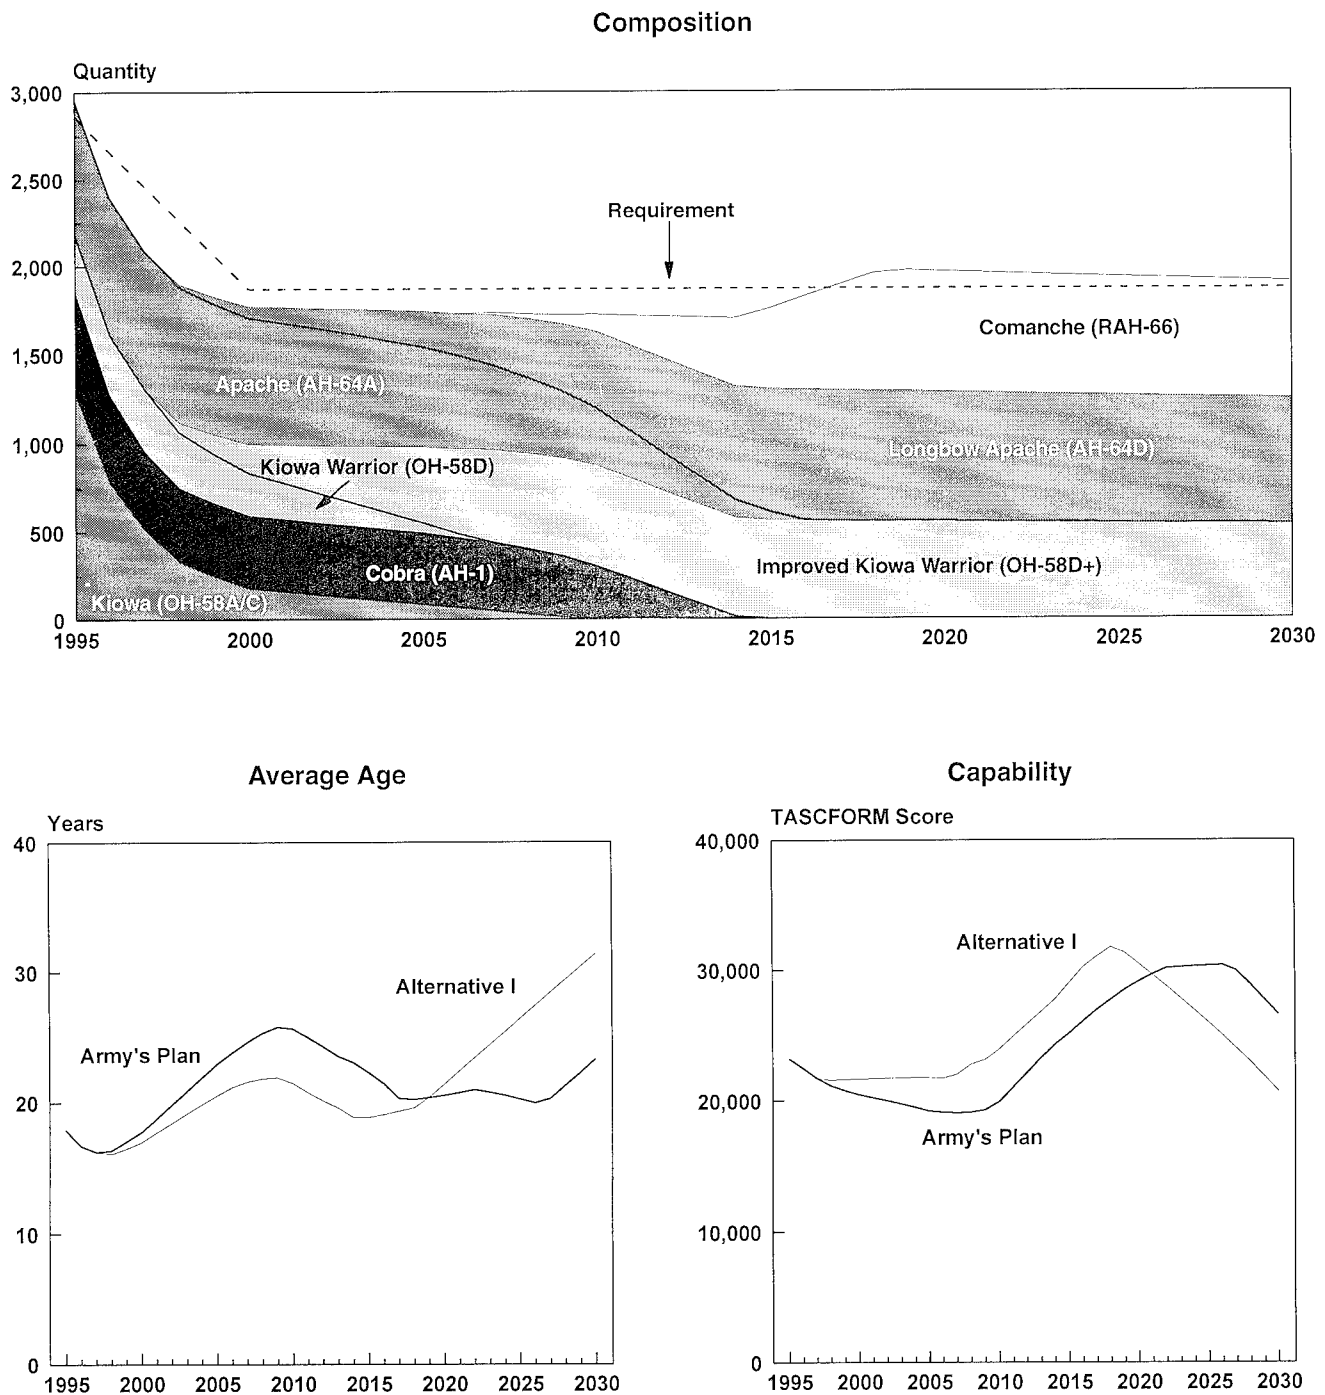 Composition
Quantity
3,000
2,500
2,000
1,500
1,000
500
0
Requirement
Comanche (RAH-66)
Apache (AH-64A)
Longbow Apache (AH-64D)
Kiowa Warrior (OH-58D)
Improved Kiowa Warrior (OH-58D+)
Cobra (AH-1)
Kiowa (OH-58A/C)
1995 2000 2005 2010 2015 2020 2025 2030
Average Age
Years
40
30
20
10
0
Alternative I
Army's Plan
1995 2000 2005 2010 2015 2020 2025 2030
Capability
TASCFORM Score
40,000
30,000
20,000
10,000
0
Alternative I
Army's Plan
1995 2000 2005 2010 2015 2020 2025 2030